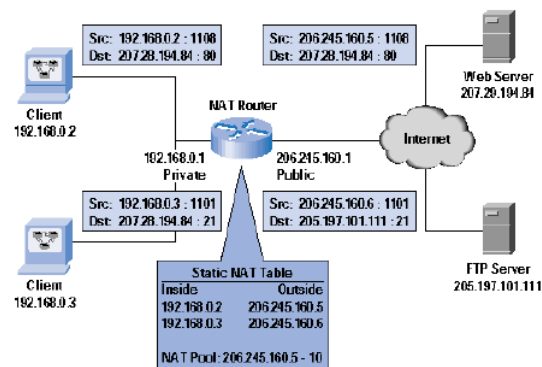 Src: 192.168.0.2 : 1108
Dst: 207.28.194.84 : 80
Src: 206.245.160.5 : 1108
Dst: 207.28.194.84 : 80
Client
192.168.0.2
NAT Router
Web Server
207.29.194.84
Internet
192.168.0.1
Private
206.245.160.1
Public
Src: 192.168.0.3 : 1101
Dst: 207.28.194.84 : 21
Src: 206.245.160.6 : 1101
Dst: 205.197.101.111 : 21
Client
192.168.0.3
FTP Server
205.197.101.111
Static NAT Table
Inside Outside
192.168.0.2 206.245.160.5
192.168.0.3 206.245.160.6
NAT Pool: 206.245.160.5 - 10